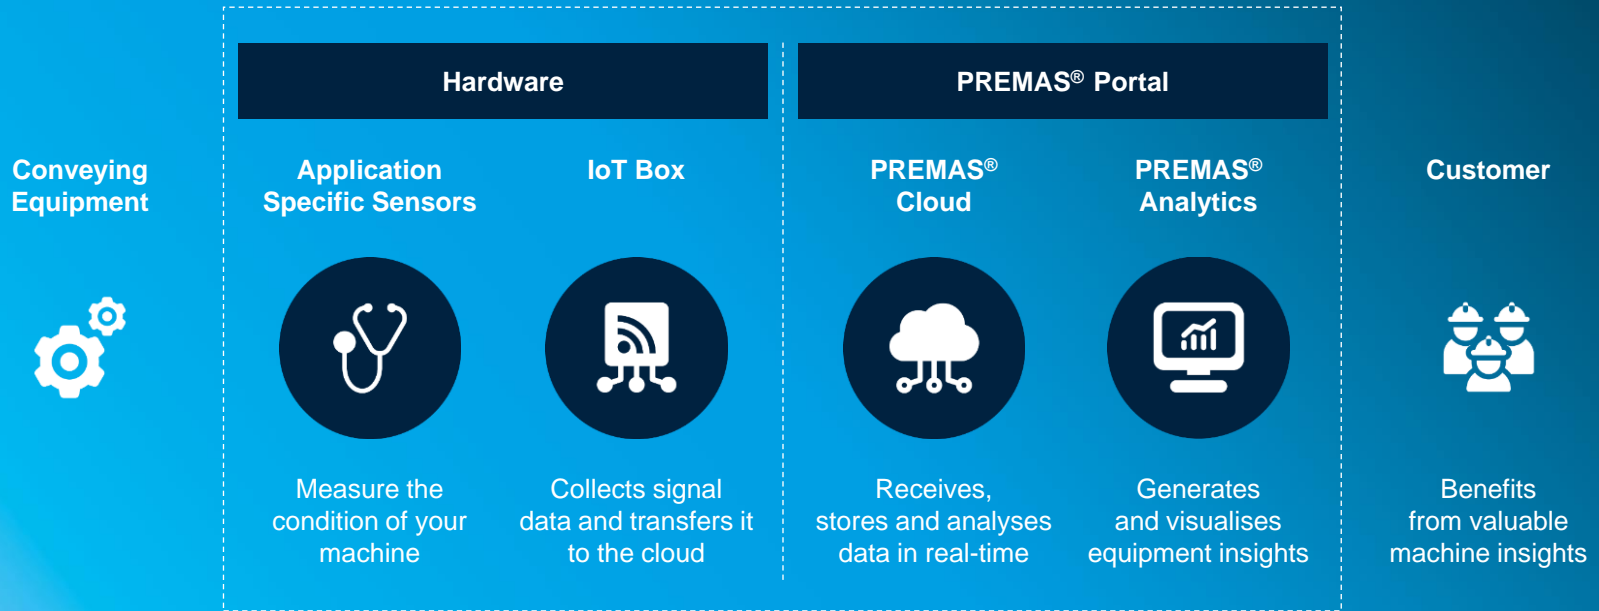 Hardware
PREMAS® Portal
Conveying
Equipment
Application
Specific Sensors
IoT Box
PREMAS®
Cloud
PREMAS®
Analytics
Customer
Measure the
condition of your
machine
Collects signal
data and transfers it
to the cloud
Receives,
stores and analyses
data in real-time
Generates
and visualises
equipment insights
Benefits
from valuable
machine insights